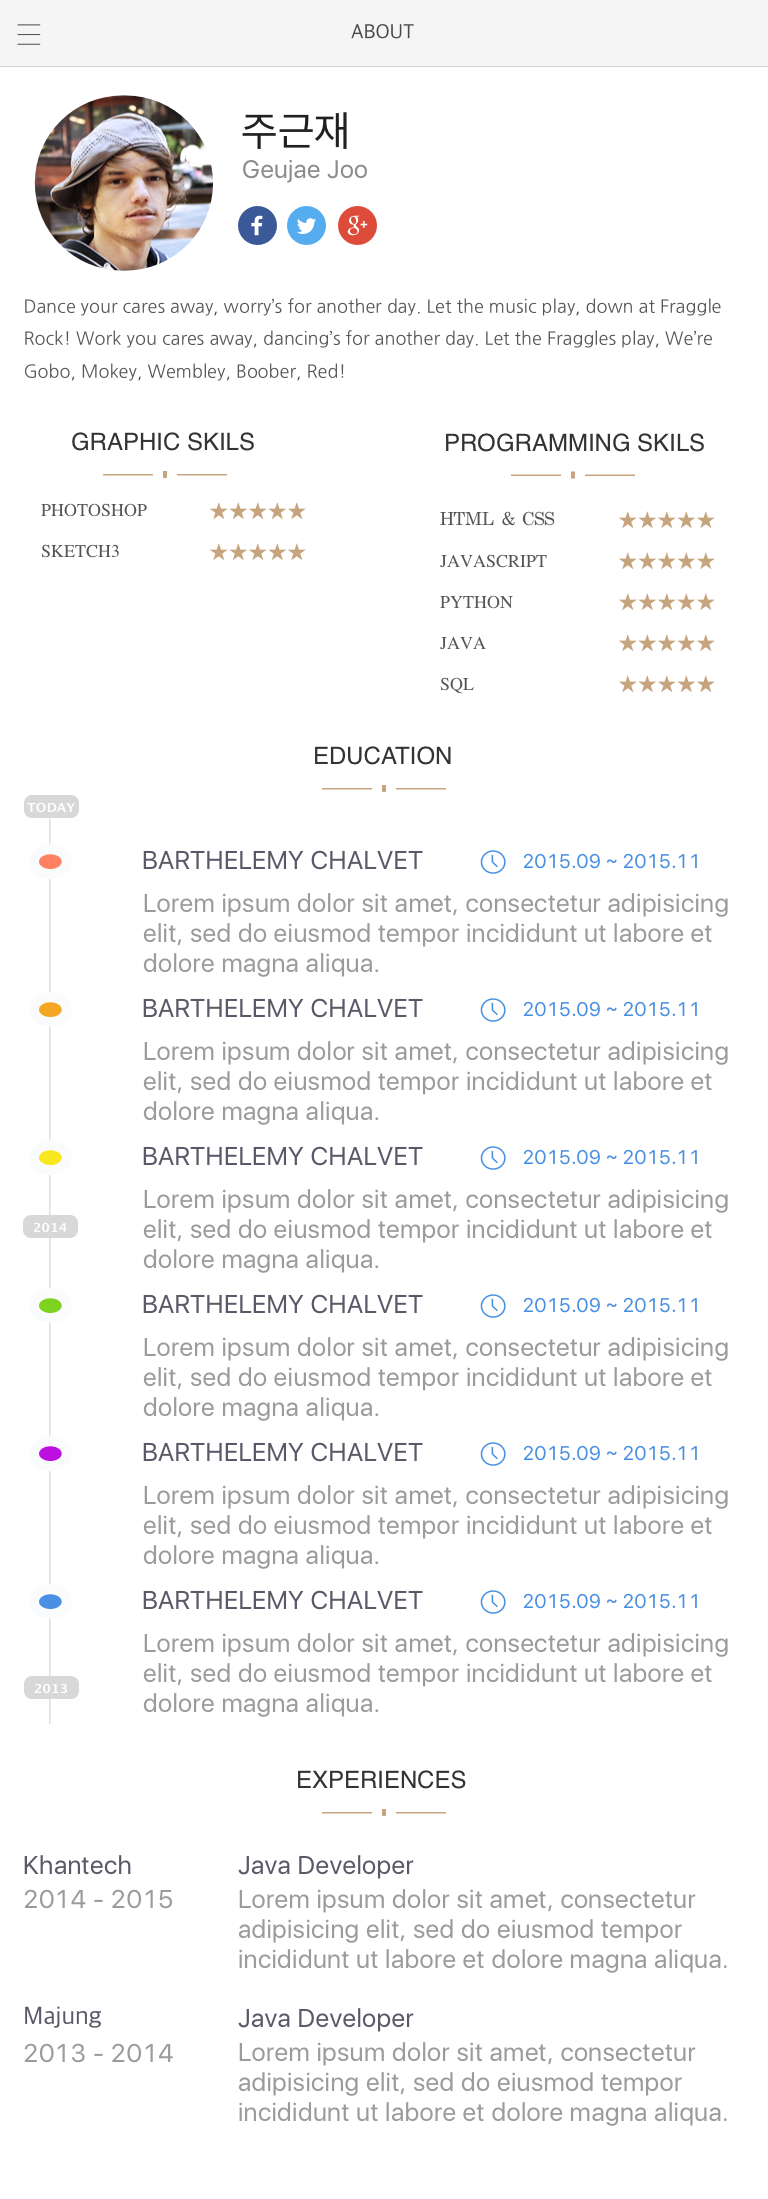 ABOUT
주근재
Geujae Joo
Dance your cares away, worry’s for another day. Let the music play, down at Fraggle
Rock! Work you cares away, dancing’s for another day. Let the Fraggles play, We’re
Gobo, Mokey, Wembley, Boober, Red!
GRAPHIC SKILS
PHOTOSHOP ★★★★★
SKETCH3 ★★★★★
PROGRAMMING SKILS
HTML & CSS ★★★★★
JAVASCRIPT ★★★★★
PYTHON ★★★★★
JAVA ★★★★★
SQL ★★★★★
EDUCATION
TODAY
BARTHELEMY CHALVET 2015.09 ~ 2015.11
Lorem ipsum dolor sit amet, consectetur adipisicing
elit, sed do eiusmod tempor incididunt ut labore et
dolore magna aliqua.
BARTHELEMY CHALVET 2015.09 ~ 2015.11
Lorem ipsum dolor sit amet, consectetur adipisicing
elit, sed do eiusmod tempor incididunt ut labore et
dolore magna aliqua.
BARTHELEMY CHALVET 2015.09 ~ 2015.11
Lorem ipsum dolor sit amet, consectetur adipisicing
elit, sed do eiusmod tempor incididunt ut labore et
dolore magna aliqua.
2014
BARTHELEMY CHALVET 2015.09 ~ 2015.11
Lorem ipsum dolor sit amet, consectetur adipisicing
elit, sed do eiusmod tempor incididunt ut labore et
dolore magna aliqua.
BARTHELEMY CHALVET 2015.09 ~ 2015.11
Lorem ipsum dolor sit amet, consectetur adipisicing
elit, sed do eiusmod tempor incididunt ut labore et
dolore magna aliqua.
BARTHELEMY CHALVET 2015.09 ~ 2015.11
Lorem ipsum dolor sit amet, consectetur adipisicing
elit, sed do eiusmod tempor incididunt ut labore et
dolore magna aliqua.
2013
EXPERIENCES
Khantech
2014 - 2015
Java Developer
Lorem ipsum dolor sit amet, consectetur
adipisicing elit, sed do eiusmod tempor
incididunt ut labore et dolore magna aliqua.
Majung
2013 - 2014
Java Developer
Lorem ipsum dolor sit amet, consectetur
adipisicing elit, sed do eiusmod tempor
incididunt ut labore et dolore magna aliqua.